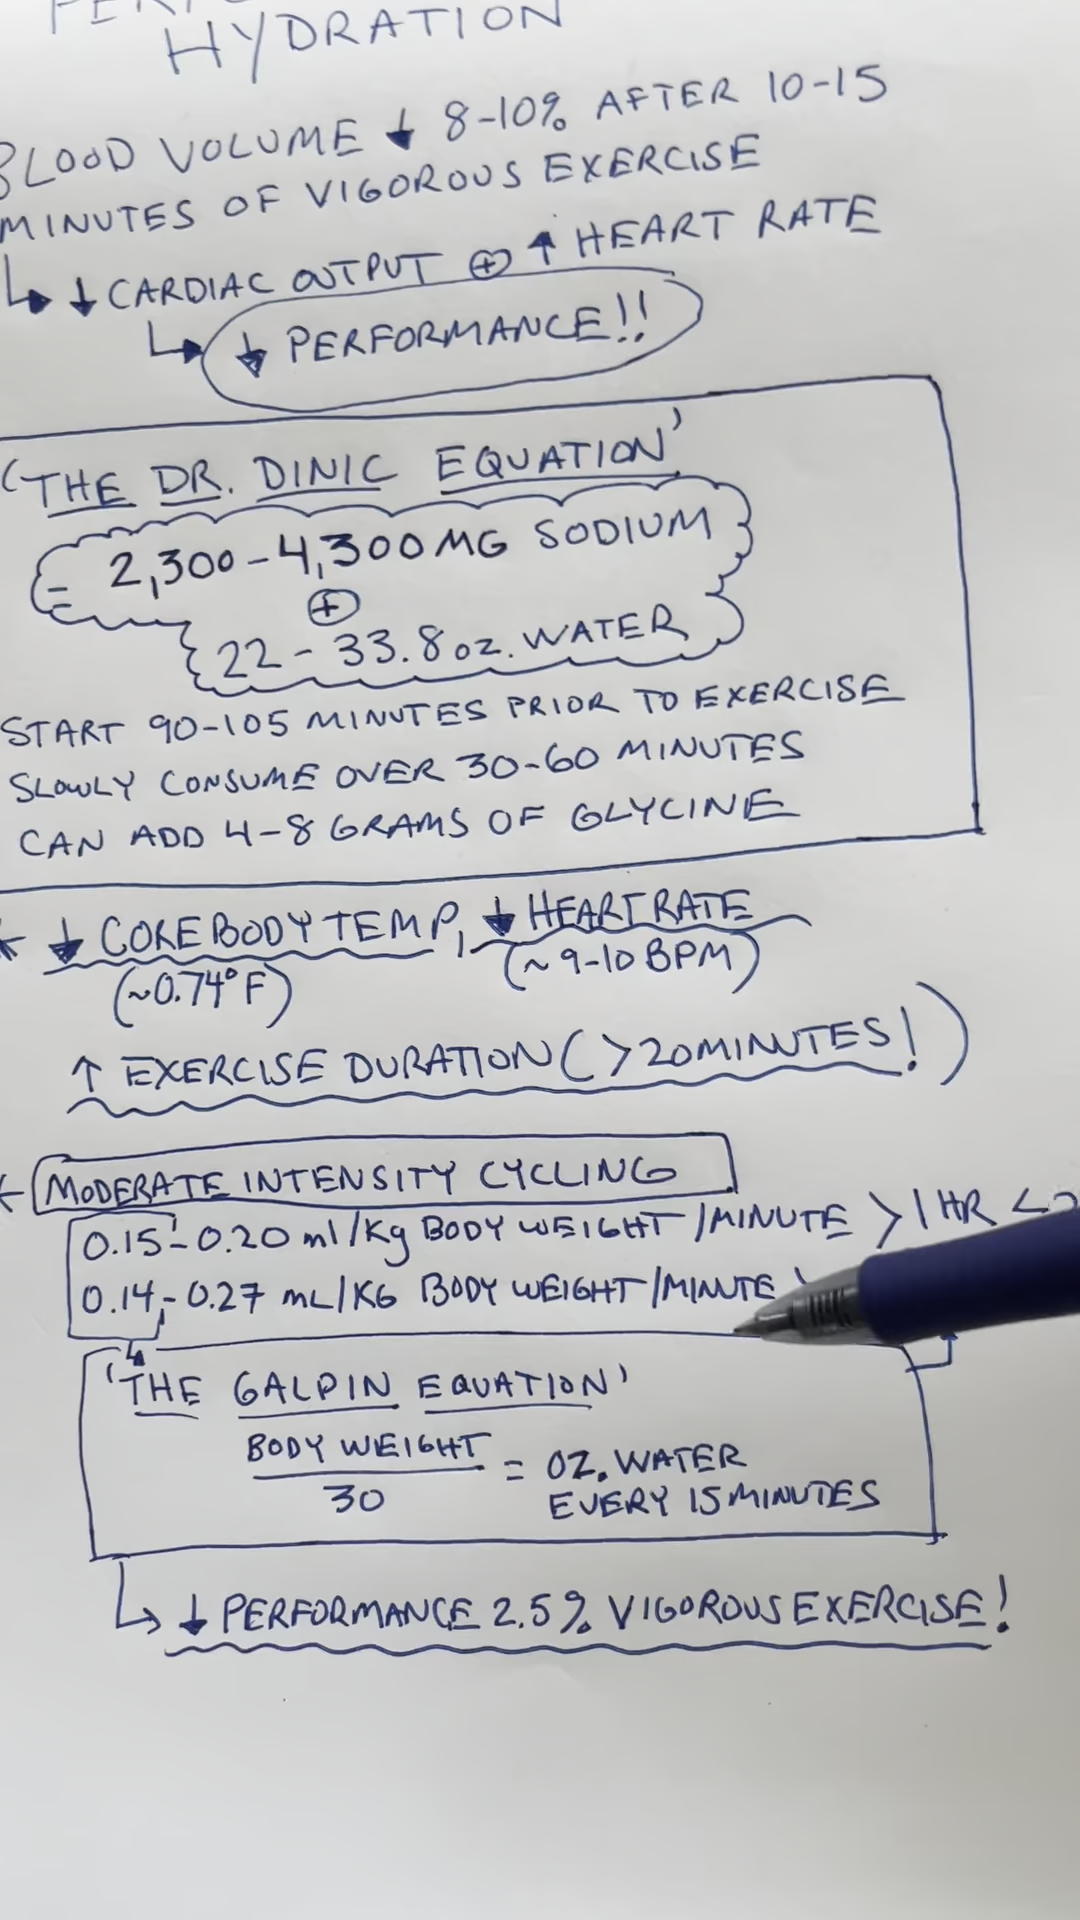 HYDRATION
BLOOD VOLUME ↓ 8-10% AFTER 10-15
MINUTES OF VIGOROUS EXERCISE
↳ ↓ CARDIAC OUTPUT ⊕ ↑ HEART RATE
↳ ↓ PERFORMANCE!!
'THE DR. DINIC EQUATION'
= 2,300-4,300MG SODIUM
⊕
22-33.8 oz. WATER
START 90-105 MINUTES PRIOR TO EXERCISE
SLOWLY CONSUME OVER 30-60 MINUTES
CAN ADD 4-8 GRAMS OF GLYCINE
↓ CORE BODY TEMP, ↓ HEART RATE
(~0.74°F) (~9-10 BPM)
↑ EXERCISE DURATION (>20 MINUTES!)
MODERATE INTENSITY CYCLING
0.15-0.20 ml/Kg BODY WEIGHT/MINUTE >1HR <
0.14-0.27 mL/KG BODY WEIGHT/MINUTE
'THE GALPIN EQUATION'
BODY WEIGHT
30
= OZ. WATER
EVERY 15 MINUTES
↳ ↓ PERFORMANCE 2.5% VIGOROUS EXERCISE!